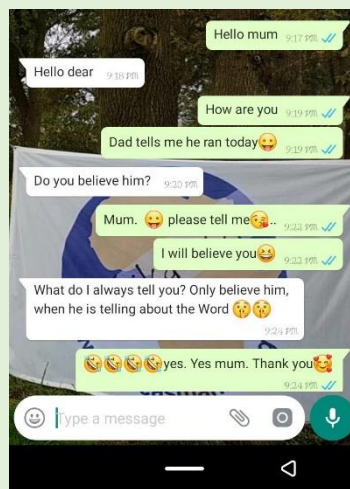 Hello mum 9:17 PM
Hello dear 9:18 PM
How are you 9:19 PM
Dad tells me he ran today😛 9:19 PM
Do you believe him? 9:20 PM
Mum. 😛 please tell me😘.. 9:22 PM
I will believe you😆 9:22 PM
What do I always tell you? Only believe him,
when he is telling about the Word 🤫🤫
9:24 PM
🤣🤣🤣🤣yes. Yes mum. Thank you🥰
9:24 PM
Type a message